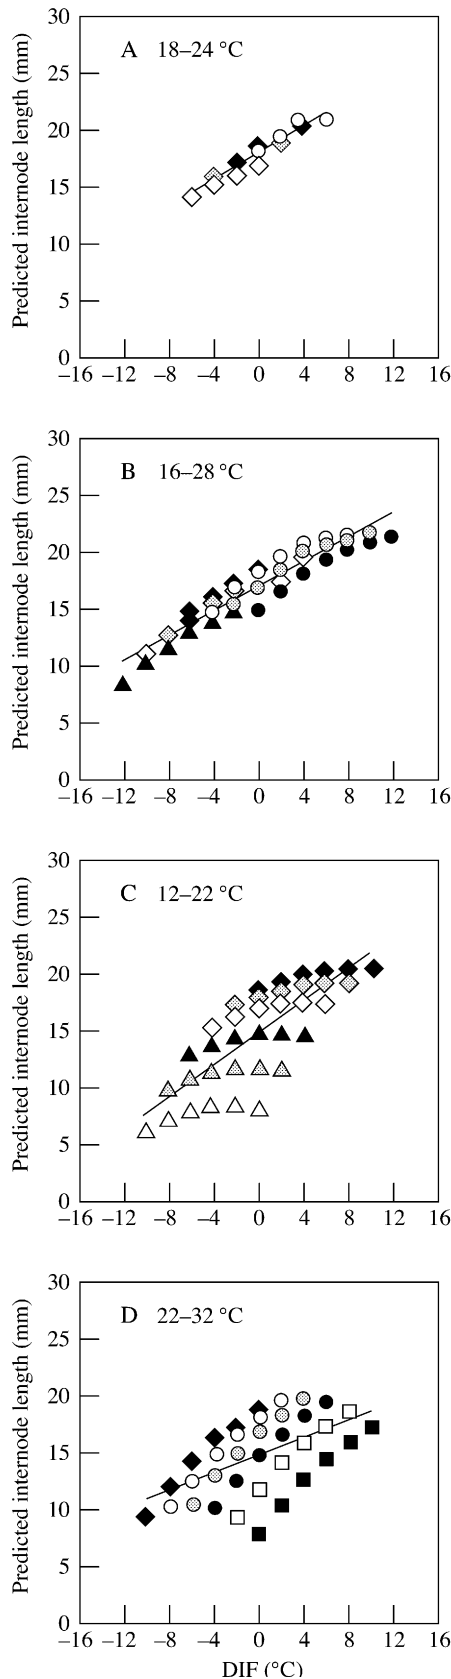 30
A 18–24 °C
25
20
15
10
5
0
–16 –12 –8 –4 0 4 8 12 16
Predicted internode length (mm)
30
B 16–28 °C
25
20
15
10
5
0
–16 –12 –8 –4 0 4 8 12 16
Predicted internode length (mm)
30
C 12–22 °C
25
20
15
10
5
0
–16 –12 –8 –4 0 4 8 12 16
Predicted internode length (mm)
30
D 22–32 °C
25
20
15
10
5
0
–16 –12 –8 –4 0 4 8 12 16
Predicted internode length (mm)
DIF (°C)